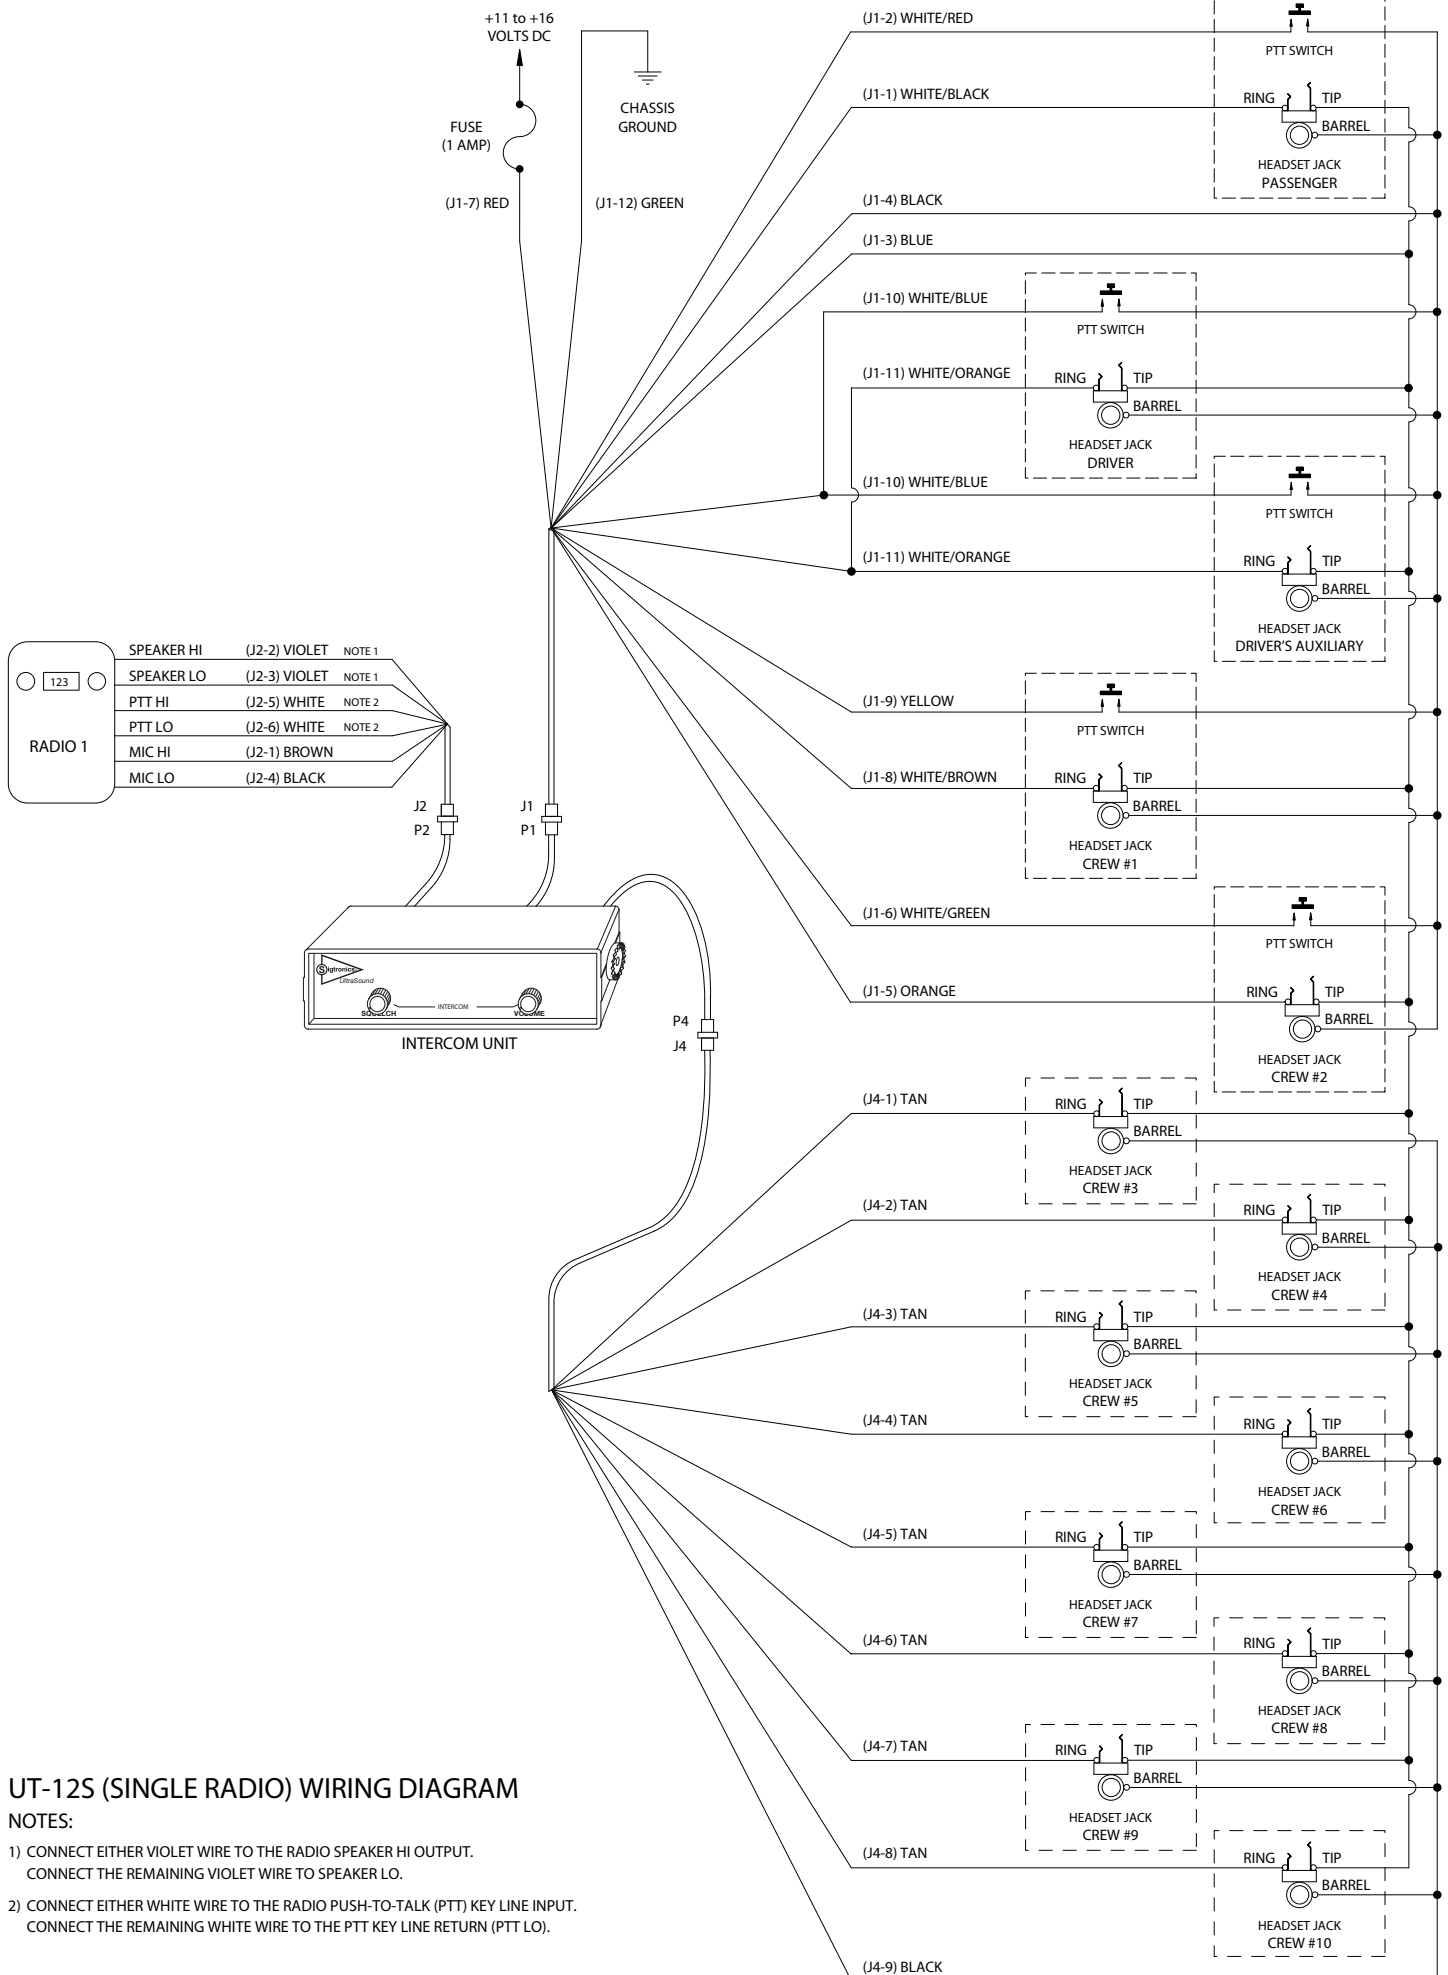 +11 to +16
VOLTS DC
FUSE
(1 AMP)
CHASSIS
GROUND
(J1-7) RED
(J1-12) GREEN
(J1-2) WHITE/RED
PTT SWITCH
(J1-1) WHITE/BLACK
RING
TIP
BARREL
HEADSET JACK
PASSENGER
(J1-4) BLACK
(J1-3) BLUE
(J1-10) WHITE/BLUE
PTT SWITCH
(J1-11) WHITE/ORANGE
RING
TIP
BARREL
HEADSET JACK
DRIVER
(J1-10) WHITE/BLUE
PTT SWITCH
(J1-11) WHITE/ORANGE
RING
TIP
BARREL
HEADSET JACK
DRIVER'S AUXILIARY
123
RADIO 1
SPEAKER HI (J2-2) VIOLET NOTE 1
SPEAKER LO (J2-3) VIOLET NOTE 1
PTT HI (J2-5) WHITE NOTE 2
PTT LO (J2-6) WHITE NOTE 2
MIC HI (J2-1) BROWN
MIC LO (J2-4) BLACK
J2
P2
J1
P1
(J1-9) YELLOW
PTT SWITCH
(J1-8) WHITE/BROWN
RING
TIP
BARREL
HEADSET JACK
CREW #1
(J1-6) WHITE/GREEN
PTT SWITCH
(J1-5) ORANGE
RING
TIP
BARREL
HEADSET JACK
CREW #2
Sigtronics
UltraSound
INTERCOM
SQUELCH
VOLUME
INTERCOM UNIT
P4
J4
(J4-1) TAN
RING
TIP
BARREL
HEADSET JACK
CREW #3
(J4-2) TAN
RING
TIP
BARREL
HEADSET JACK
CREW #4
(J4-3) TAN
RING
TIP
BARREL
HEADSET JACK
CREW #5
(J4-4) TAN
RING
TIP
BARREL
HEADSET JACK
CREW #6
(J4-5) TAN
RING
TIP
BARREL
HEADSET JACK
CREW #7
(J4-6) TAN
RING
TIP
BARREL
HEADSET JACK
CREW #8
(J4-7) TAN
RING
TIP
BARREL
HEADSET JACK
CREW #9
(J4-8) TAN
RING
TIP
BARREL
HEADSET JACK
CREW #10
(J4-9) BLACK
UT-12S (SINGLE RADIO) WIRING DIAGRAM
NOTES:
1) CONNECT EITHER VIOLET WIRE TO THE RADIO SPEAKER HI OUTPUT.
CONNECT THE REMAINING VIOLET WIRE TO SPEAKER LO.
2) CONNECT EITHER WHITE WIRE TO THE RADIO PUSH-TO-TALK (PTT) KEY LINE INPUT.
CONNECT THE REMAINING WHITE WIRE TO THE PTT KEY LINE RETURN (PTT LO).